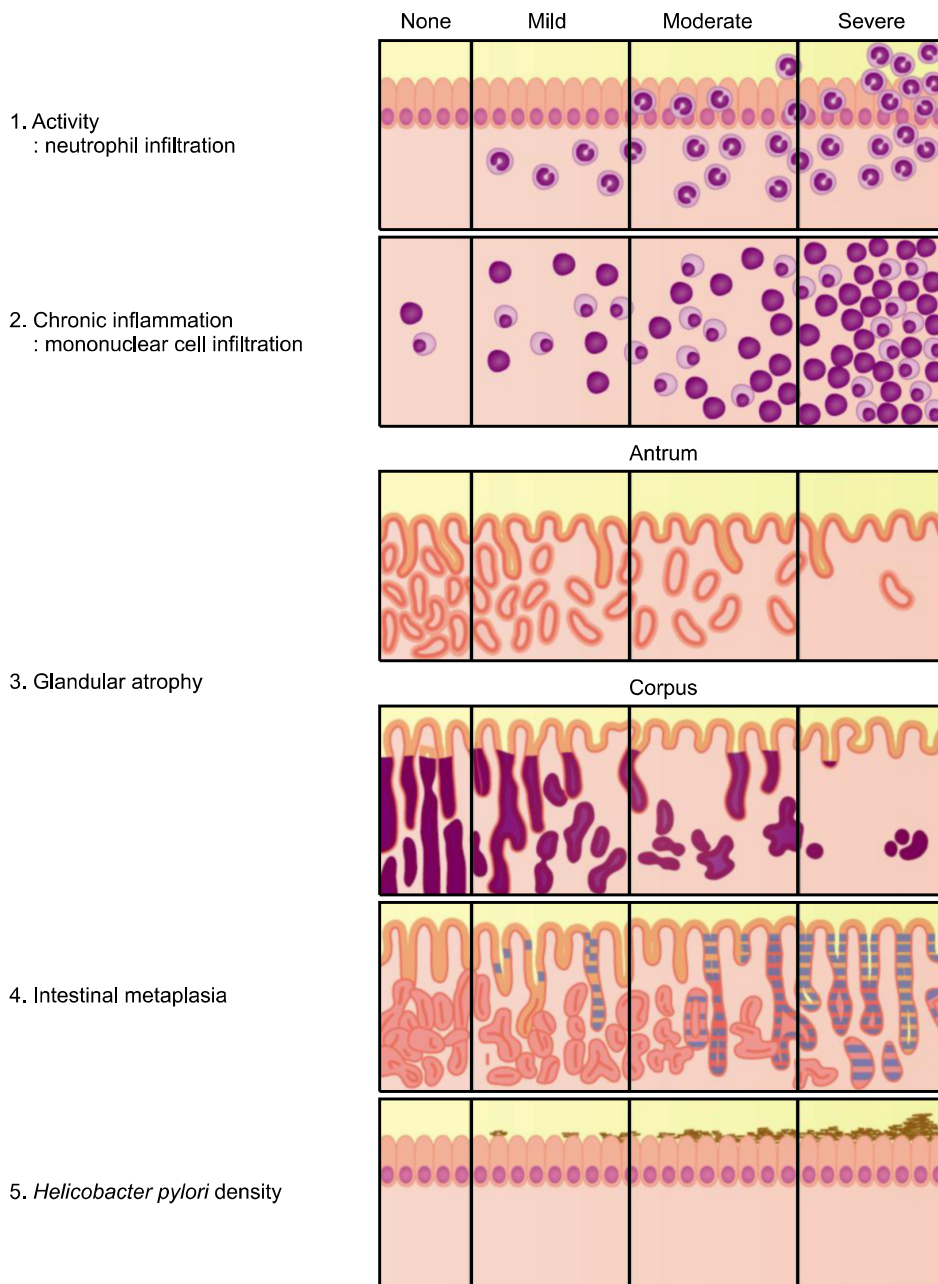 None Mild Moderate Severe
1. Activity
: neutrophil infiltration
2. Chronic inflammation
: mononuclear cell infiltration
Antrum
3. Glandular atrophy
Corpus
4. Intestinal metaplasia
5. Helicobacter pylori density